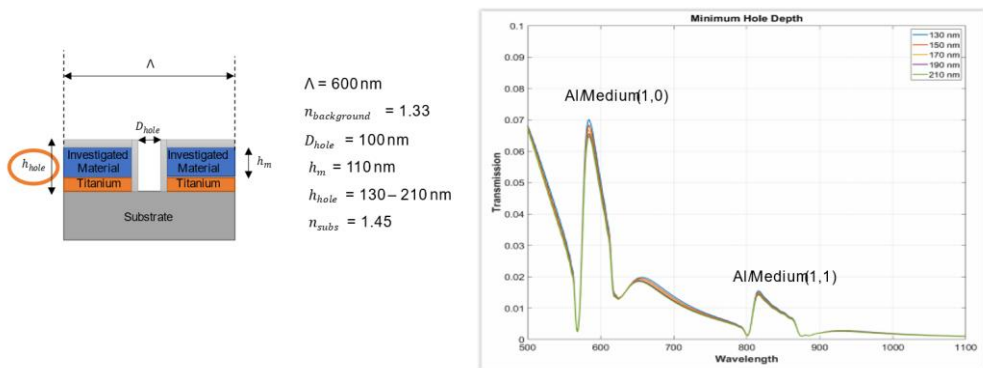 Λ
D_hole
h_hole
Investigated
Material
Investigated
Material
h_m
Titanium
Titanium
Substrate
Λ = 600 nm
n_background = 1.33
D_hole = 100 nm
h_m = 110 nm
h_hole = 130 – 210 nm
n_subs = 1.45
Minimum Hole Depth
0.1
0.09
0.08
0.07
0.06
0.05
0.04
0.03
0.02
0.01
0
Transmission
130 nm
150 nm
170 nm
190 nm
210 nm
Al/Medium(1,0)
Al/Medium(1,1)
500 600 700 800 900 1000 1100
Wavelength